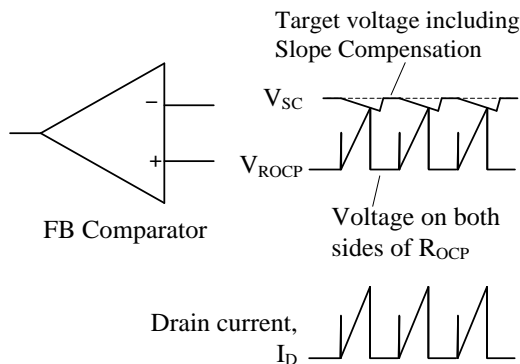 Target voltage including
Slope Compensation
−
V_SC
+
V_ROCP
FB Comparator
Voltage on both
sides of R_OCP
Drain current,
I_D